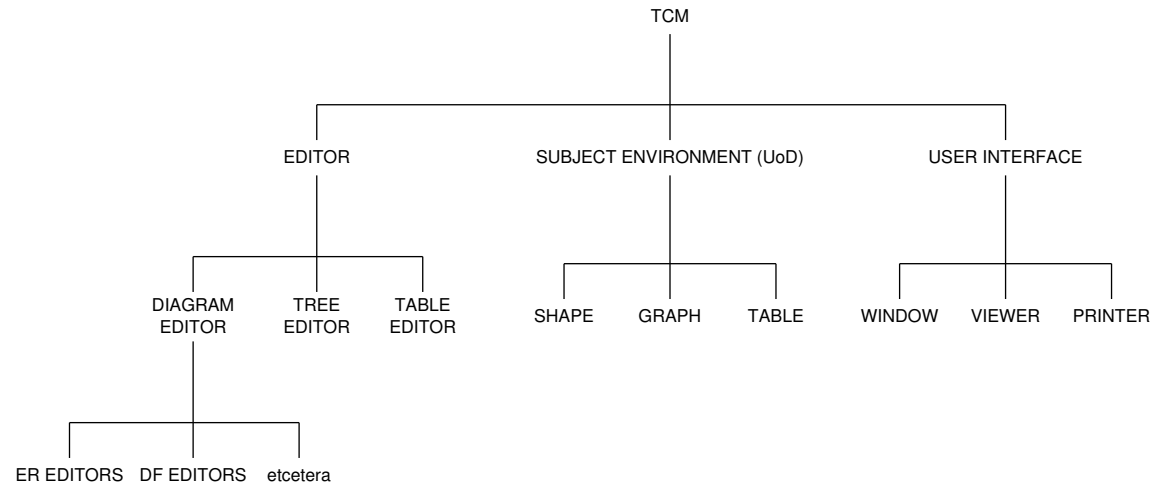 TCM
EDITOR
SUBJECT ENVIRONMENT (UoD)
USER INTERFACE
DIAGRAM
EDITOR
TREE
EDITOR
TABLE
EDITOR
SHAPE
GRAPH
TABLE
WINDOW
VIEWER
PRINTER
ER EDITORS
DF EDITORS
etcetera